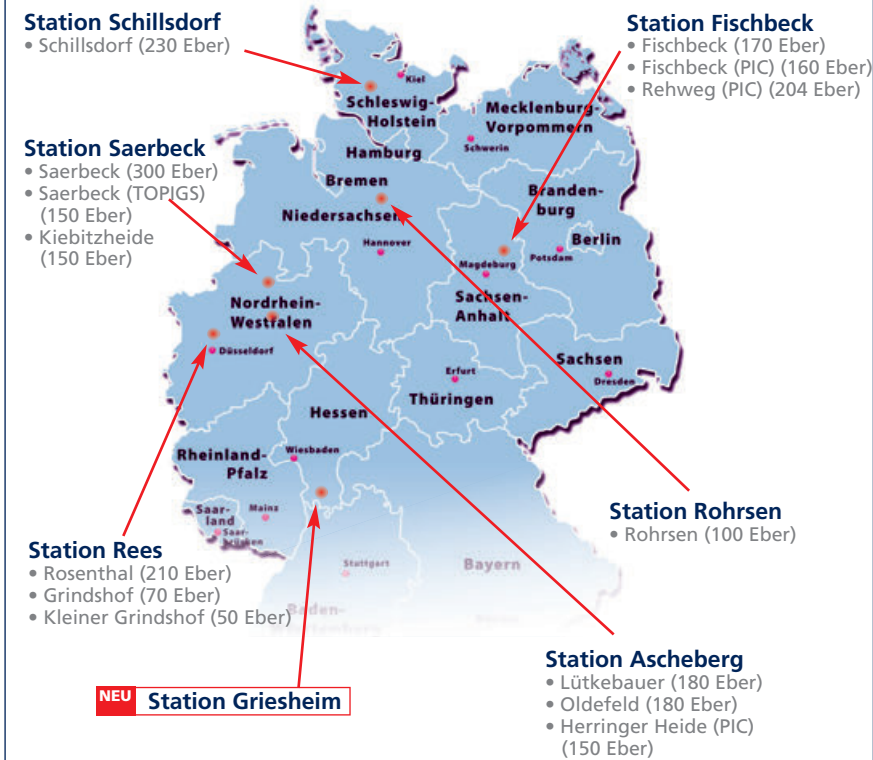 Station Schillsdorf
• Schillsdorf (230 Eber)
Station Fischbeck
• Fischbeck (170 Eber)
• Fischbeck (PIC) (160 Eber)
• Rehweg (PIC) (204 Eber)
Station Saerbeck
• Saerbeck (300 Eber)
• Saerbeck (TOPIGS)
(150 Eber)
• Kiebitzheide
(150 Eber)
Kiel
Schleswig-
Holstein
Mecklenburg-
Vorpommern
Schwerin
Hamburg
Bremen
Niedersachsen
Hannover
Branden-
burg
Berlin
Potsdam
Magdeburg
Sachsen-
Anhalt
Nordrhein-
Westfalen
Düsseldorf
Sachsen
Dresden
Erfurt
Thüringen
Hessen
Wiesbaden
Rheinland-
Pfalz
Mainz
Saar-
land
Saar-
brücken
Stuttgart
Bayern
Baden-
Württemberg
Station Rohrsen
• Rohrsen (100 Eber)
Station Rees
• Rosenthal (210 Eber)
• Grindshof (70 Eber)
• Kleiner Grindshof (50 Eber)
NEU Station Griesheim
Station Ascheberg
• Lütkebauer (180 Eber)
• Oldefeld (180 Eber)
• Herringer Heide (PIC)
(150 Eber)